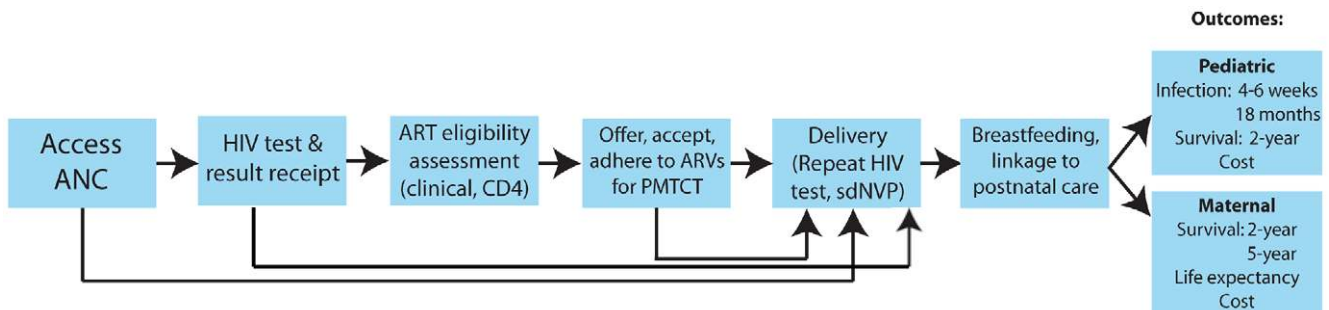 Outcomes:
Access
ANC
HIV test &
result receipt
ART eligibility
assessment
(clinical, CD4)
Offer, accept,
adhere to ARVs
for PMTCT
Delivery
(Repeat HIV
test, sdNVP)
Breastfeeding,
linkage to
postnatal care
Pediatric
Infection: 4-6 weeks
18 months
Survival: 2-year
Cost
Maternal
Survival: 2-year
5-year
Life expectancy
Cost